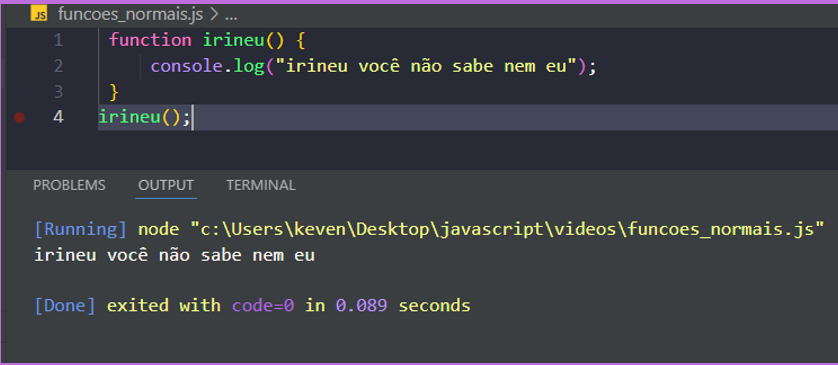 JS funcoes_normais.js > ...
1 function irineu() {
2 console.log("irineu você não sabe nem eu");
3 }
4 irineu();
PROBLEMS OUTPUT TERMINAL
[Running] node "c:\Users\keven\Desktop\javascript\videos\funcoes_normais.js"
irineu você não sabe nem eu
[Done] exited with code=0 in 0.089 seconds